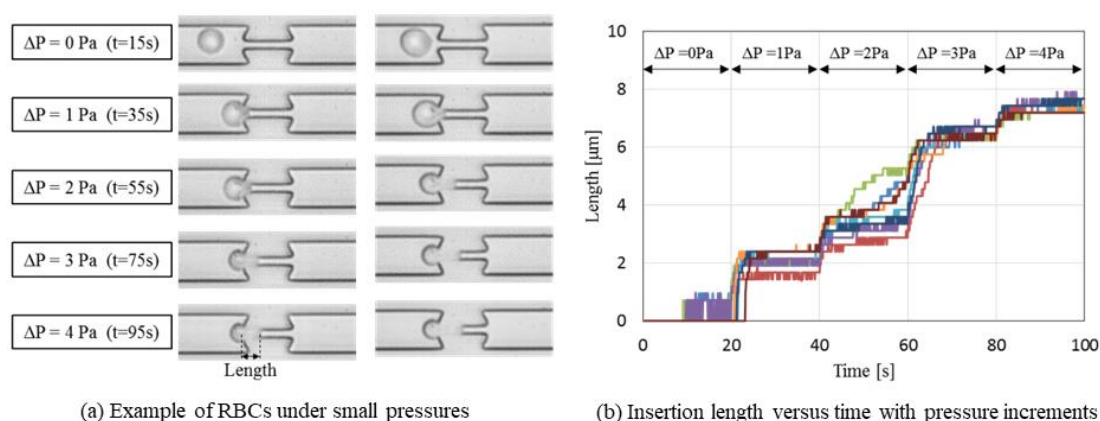 ΔP = 0 Pa (t=15s)
ΔP = 1 Pa (t=35s)
ΔP = 2 Pa (t=55s)
ΔP = 3 Pa (t=75s)
ΔP = 4 Pa (t=95s)
Length
(a) Example of RBCs under small pressures
10
8
6
4
2
0
Length [μm]
ΔP =0Pa ΔP =1Pa ΔP =2Pa ΔP =3Pa ΔP =4Pa
0 20 40 60 80 100
Time [s]
(b) Insertion length versus time with pressure increments